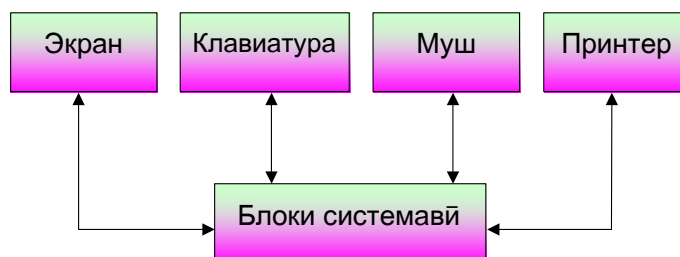 Экран
Клавиатура
Муш
Принтер
Блоки системавӣ